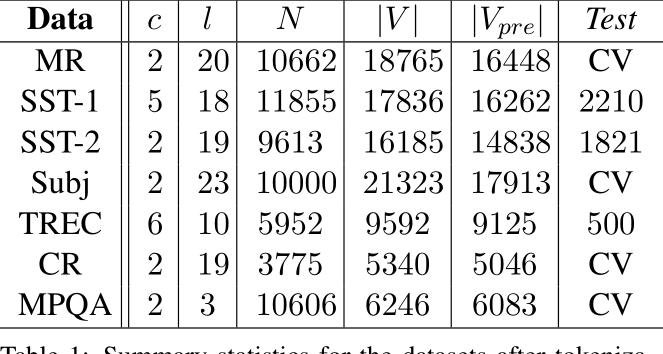 Data c l N |V| |V_pre| Test
MR 2 20 10662 18765 16448 CV
SST-1 5 18 11855 17836 16262 2210
SST-2 2 19 9613 16185 14838 1821
Subj 2 23 10000 21323 17913 CV
TREC 6 10 5952 9592 9125 500
CR 2 19 3775 5340 5046 CV
MPQA 2 3 10606 6246 6083 CV
Table 1: Summary statistics for the datasets after tokeniza-